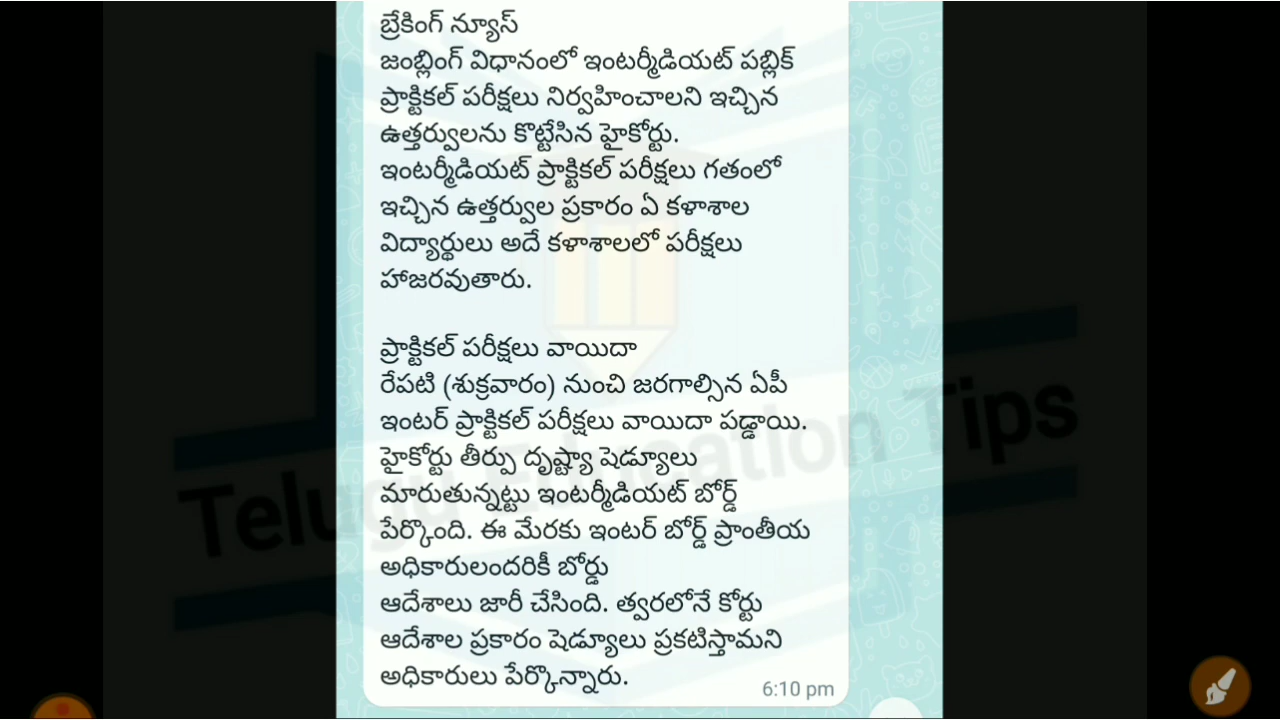 బ్రేకింగ్ న్యూస్
జంబ్లింగ్ విధానంలో ఇంటర్మీడియట్ పబ్లిక్
ప్రాక్టికల్ పరీక్షలు నిర్వహించాలని ఇచ్చిన
ఉత్తర్వులను కొట్టేసిన హైకోర్టు.
ఇంటర్మీడియట్ ప్రాక్టికల్ పరీక్షలు గతంలో
ఇచ్చిన ఉత్తర్వుల ప్రకారం ఏ కళాశాల
విద్యార్థులు అదే కళాశాలలో పరీక్షలు
హాజరవుతారు.
ప్రాక్టికల్ పరీక్షలు వాయిదా
రేపటి (శుక్రవారం) నుంచి జరగాల్సిన ఏపీ
ఇంటర్ ప్రాక్టికల్ పరీక్షలు వాయిదా పడ్డాయి.
హైకోర్టు తీర్పు దృష్ట్యా షెడ్యూలు
మారుతున్నట్టు ఇంటర్మీడియట్ బోర్డ్
పేర్కొంది. ఈ మేరకు ఇంటర్ బోర్డ్ ప్రాంతీయ
అధికారులందరికీ బోర్డు
ఆదేశాలు జారీ చేసింది. త్వరలోనే కోర్టు
ఆదేశాల ప్రకారం షెడ్యూలు ప్రకటిస్తామని
అధికారులు పేర్కొన్నారు.
6:10 pm
Telugu Education Tips